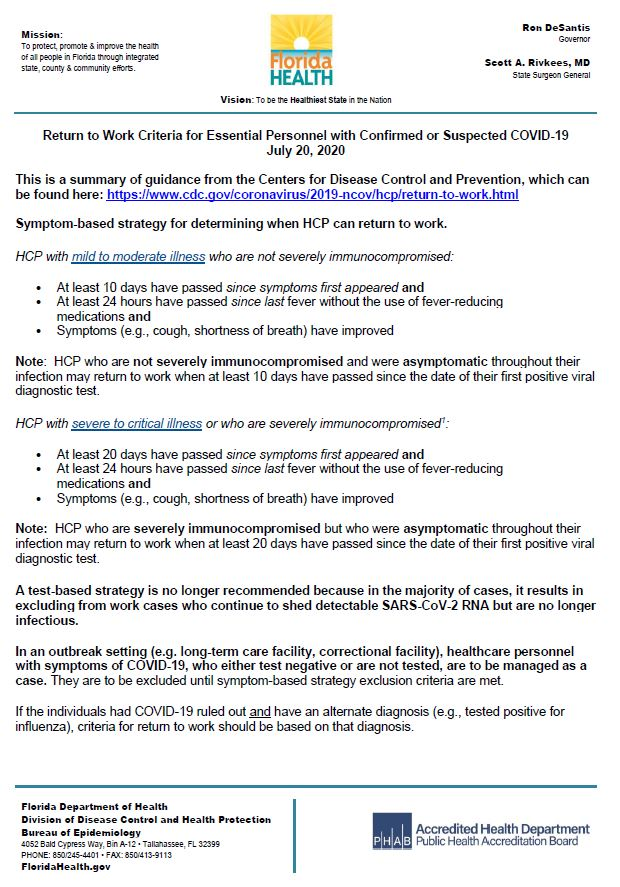 Mission:
To protect, promote & improve the health
of all people in Florida through integrated
state, county & community efforts.
Florida
HEALTH
Ron DeSantis
Governor
Scott A. Rivkees, MD
State Surgeon General
Vision: To be the Healthiest State in the Nation
Return to Work Criteria for Essential Personnel with Confirmed or Suspected COVID-19
July 20, 2020
This is a summary of guidance from the Centers for Disease Control and Prevention, which can
be found here: https://www.cdc.gov/coronavirus/2019-ncov/hcp/return-to-work.html
Symptom-based strategy for determining when HCP can return to work.
HCP with mild to moderate illness who are not severely immunocompromised:
• At least 10 days have passed since symptoms first appeared and
• At least 24 hours have passed since last fever without the use of fever-reducing
medications and
• Symptoms (e.g., cough, shortness of breath) have improved
Note: HCP who are not severely immunocompromised and were asymptomatic throughout their
infection may return to work when at least 10 days have passed since the date of their first positive viral
diagnostic test.
HCP with severe to critical illness or who are severely immunocompromised¹:
• At least 20 days have passed since symptoms first appeared and
• At least 24 hours have passed since last fever without the use of fever-reducing
medications and
• Symptoms (e.g., cough, shortness of breath) have improved
Note: HCP who are severely immunocompromised but who were asymptomatic throughout their
infection may return to work when at least 20 days have passed since the date of their first positive viral
diagnostic test.
A test-based strategy is no longer recommended because in the majority of cases, it results in
excluding from work cases who continue to shed detectable SARS-CoV-2 RNA but are no longer
infectious.
In an outbreak setting (e.g. long-term care facility, correctional facility), healthcare personnel
with symptoms of COVID-19, who either test negative or are not tested, are to be managed as a
case. They are to be excluded until symptom-based strategy exclusion criteria are met.
If the individuals had COVID-19 ruled out and have an alternate diagnosis (e.g., tested positive for
influenza), criteria for return to work should be based on that diagnosis.
Florida Department of Health
Division of Disease Control and Health Protection
Bureau of Epidemiology
4052 Bald Cypress Way, Bin A-12 • Tallahassee, FL 32399
PHONE: 850/245-4401 • FAX: 850/413-9113
FloridaHealth.gov
PHAB
Accredited Health Department
Public Health Accreditation Board